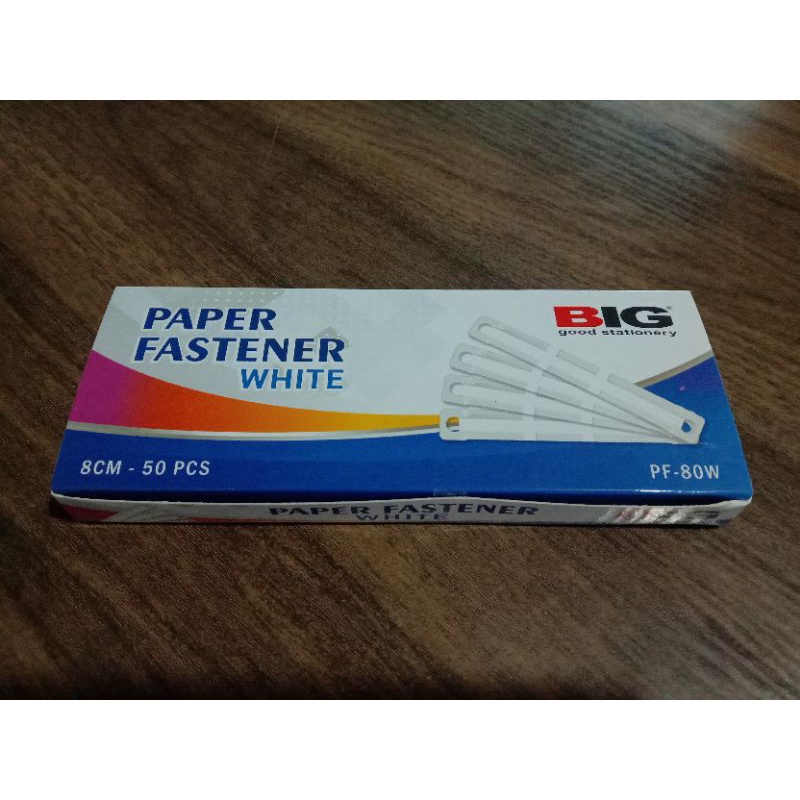 PAPER
FASTENER
WHITE
BIG®
good stationery
8CM - 50 PCS
PF-80W
PAPER FASTENER
WHITE